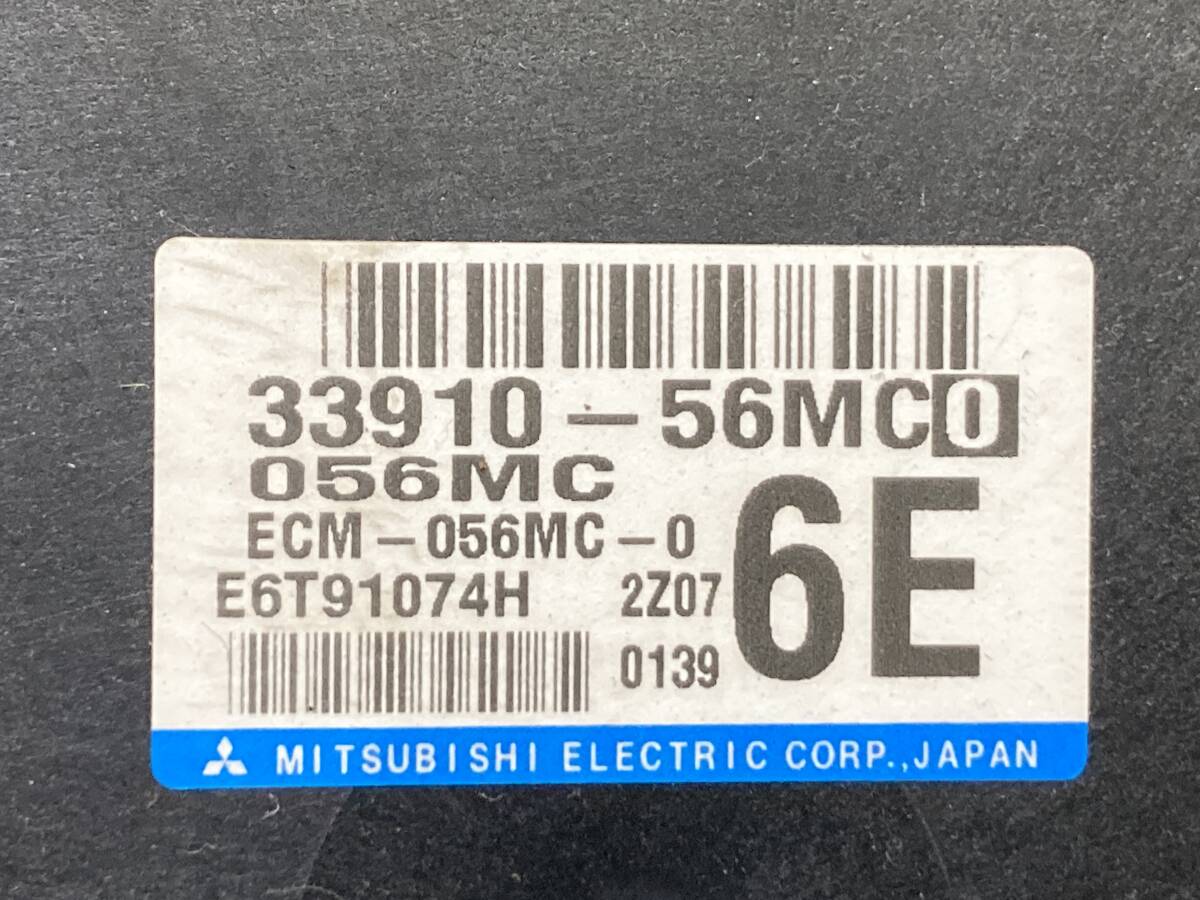 33910-56MC0
056MC
ECM-056MC-0
6E
E6T91074H 2Z07
0139
MITSUBISHI ELECTRIC CORP.,JAPAN